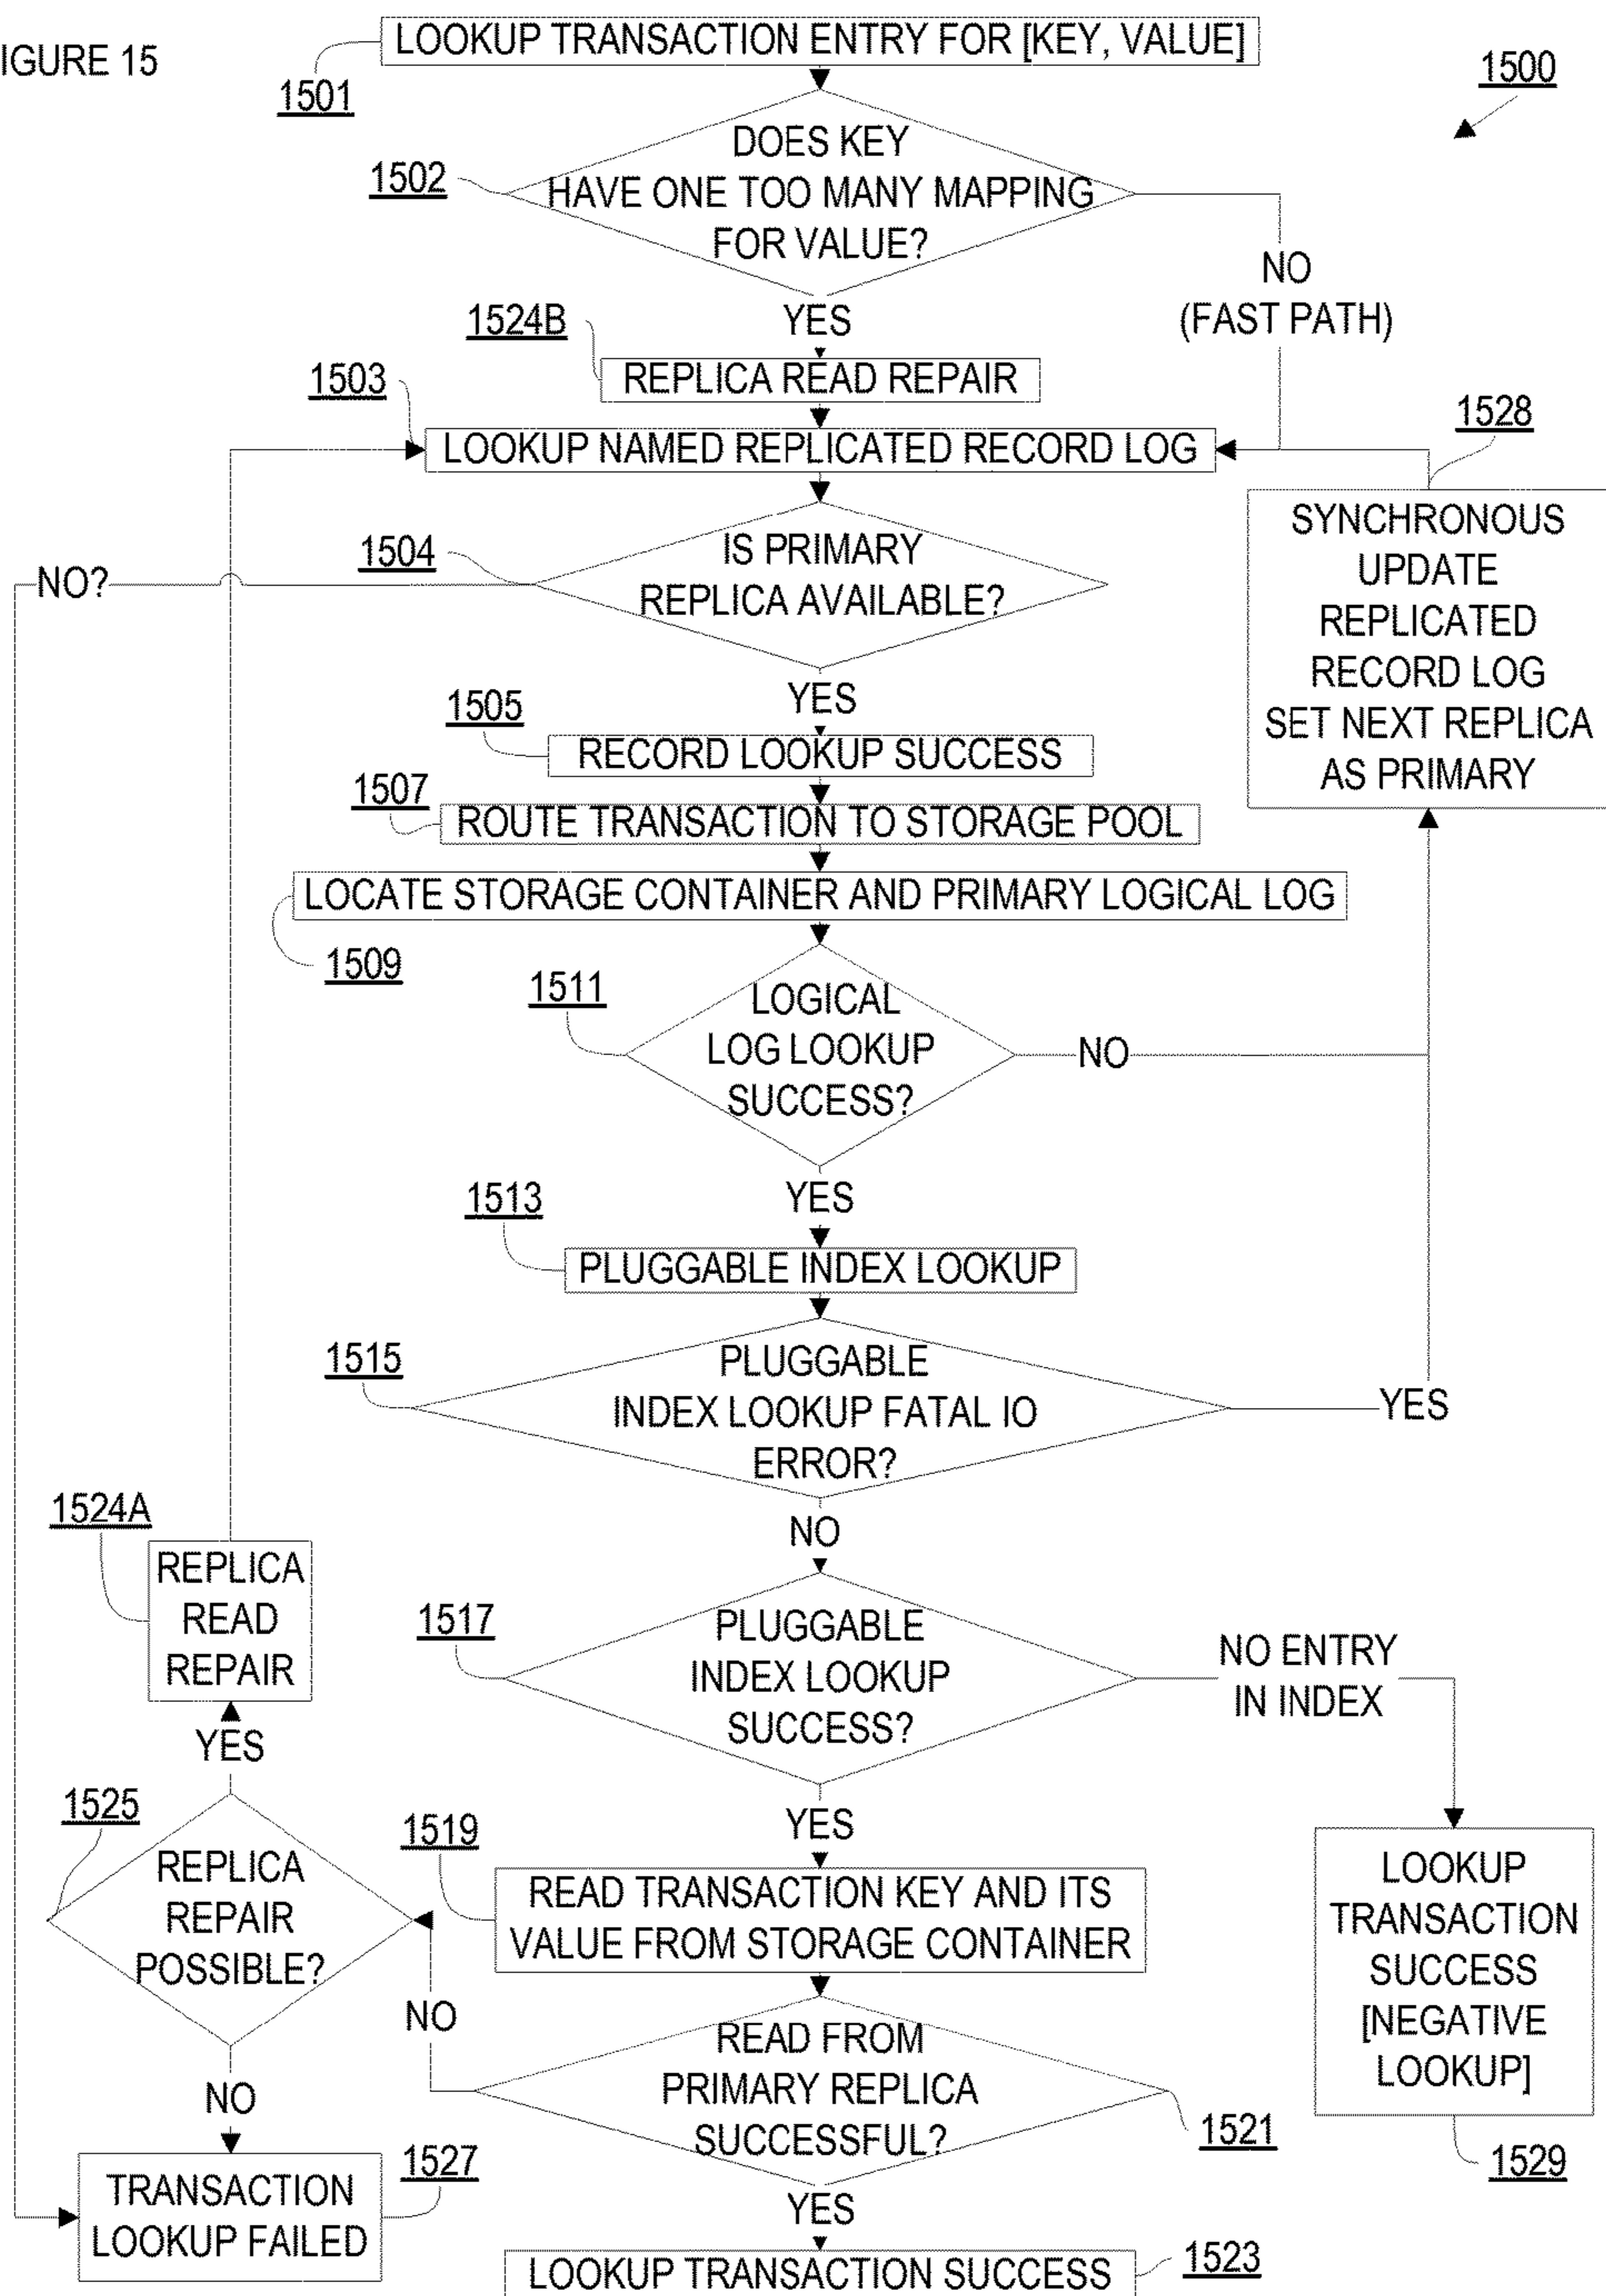 IGURE 15
LOOKUP TRANSACTION ENTRY FOR [KEY, VALUE]
1501
1500
DOES KEY
HAVE ONE TOO MANY MAPPING
FOR VALUE?
1502
NO
(FAST PATH)
YES
1524B
REPLICA READ REPAIR
1503
LOOKUP NAMED REPLICATED RECORD LOG
1528
SYNCHRONOUS
UPDATE
REPLICATED
RECORD LOG
SET NEXT REPLICA
AS PRIMARY
1504
IS PRIMARY
REPLICA AVAILABLE?
NO?
YES
1505
RECORD LOOKUP SUCCESS
1507
ROUTE TRANSACTION TO STORAGE POOL
LOCATE STORAGE CONTAINER AND PRIMARY LOGICAL LOG
1509
1511
LOGICAL
LOG LOOKUP
SUCCESS?
NO
YES
1513
PLUGGABLE INDEX LOOKUP
1515
PLUGGABLE
INDEX LOOKUP FATAL IO
ERROR?
YES
NO
1524A
REPLICA
READ
REPAIR
1517
PLUGGABLE
INDEX LOOKUP
SUCCESS?
NO ENTRY
IN INDEX
YES
YES
1525
REPLICA
REPAIR
POSSIBLE?
1519
READ TRANSACTION KEY AND ITS
VALUE FROM STORAGE CONTAINER
LOOKUP
TRANSACTION
SUCCESS
[NEGATIVE
LOOKUP]
1529
NO
READ FROM
PRIMARY REPLICA
SUCCESSFUL?
1521
NO
TRANSACTION
LOOKUP FAILED
1527
YES
LOOKUP TRANSACTION SUCCESS
1523